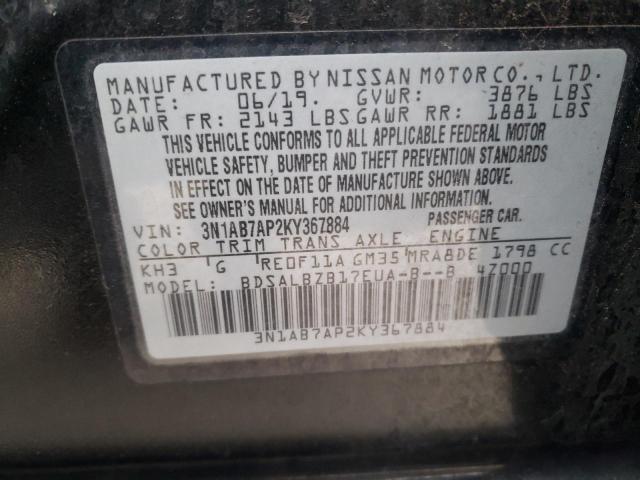 MANUFACTURED BY NISSAN MOTOR CO., LTD.
DATE: 06/19. GVWR: 3876 LBS
GAWR FR: 2143 LBS GAWR RR: 1881 LBS
THIS VEHICLE CONFORMS TO ALL APPLICABLE FEDERAL MOTOR
VEHICLE SAFETY, BUMPER AND THEFT PREVENTION STANDARDS
IN EFFECT ON THE DATE OF MANUFACTURE SHOWN ABOVE.
SEE OWNER'S MANUAL FOR ADDITIONAL INFORMATION.
VIN: 3N1AB7AP2KY367884 PASSENGER CAR.
COLOR TRIM TRANS AXLE ENGINE
KH3 G RE0F11A GM35 MRA8DE 1798 CC
MODEL: BDSALBZB17EUA-B--B 4Z000
3N1AB7AP2KY367884